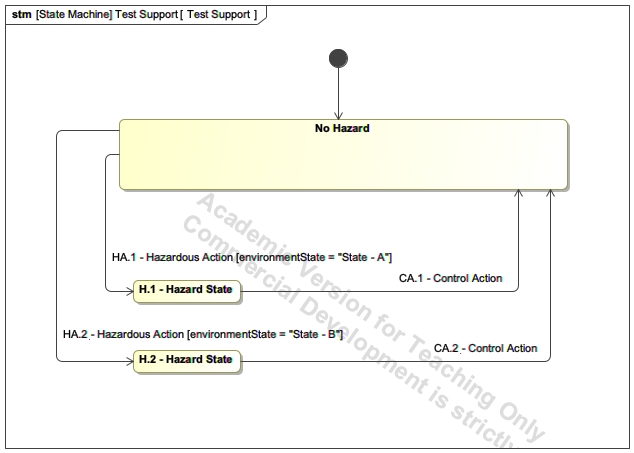 stm [State Machine] Test Support [ Test Support ]
No Hazard
HA.1 - Hazardous Action [environmentState = "State - A"]
CA.1 - Control Action
H.1 - Hazard State
HA.2 - Hazardous Action [environmentState = "State - B"]
CA.2 - Control Action
H.2 - Hazard State
Academic Version for Teaching Only
Commercial Development is strictly